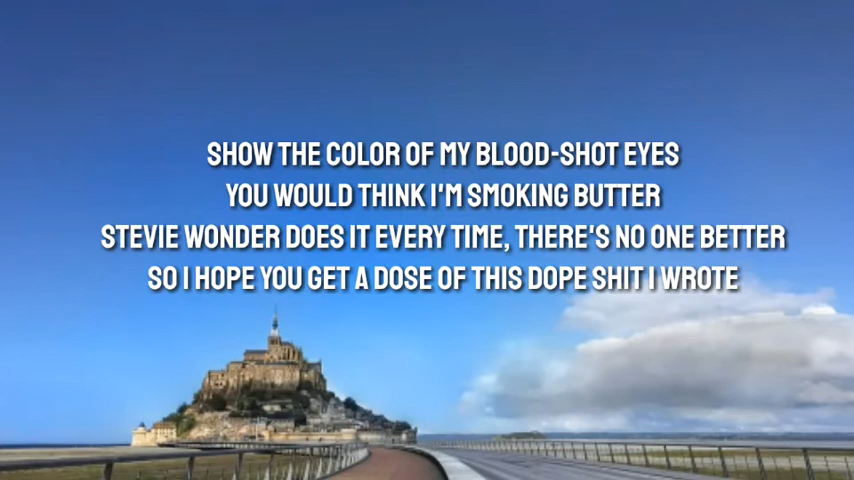 SHOW THE COLOR OF MY BLOOD-SHOT EYES
YOU WOULD THINK I'M SMOKING BUTTER
STEVIE WONDER DOES IT EVERY TIME, THERE'S NO ONE BETTER
SO I HOPE YOU GET A DOSE OF THIS DOPE SHIT I WROTE